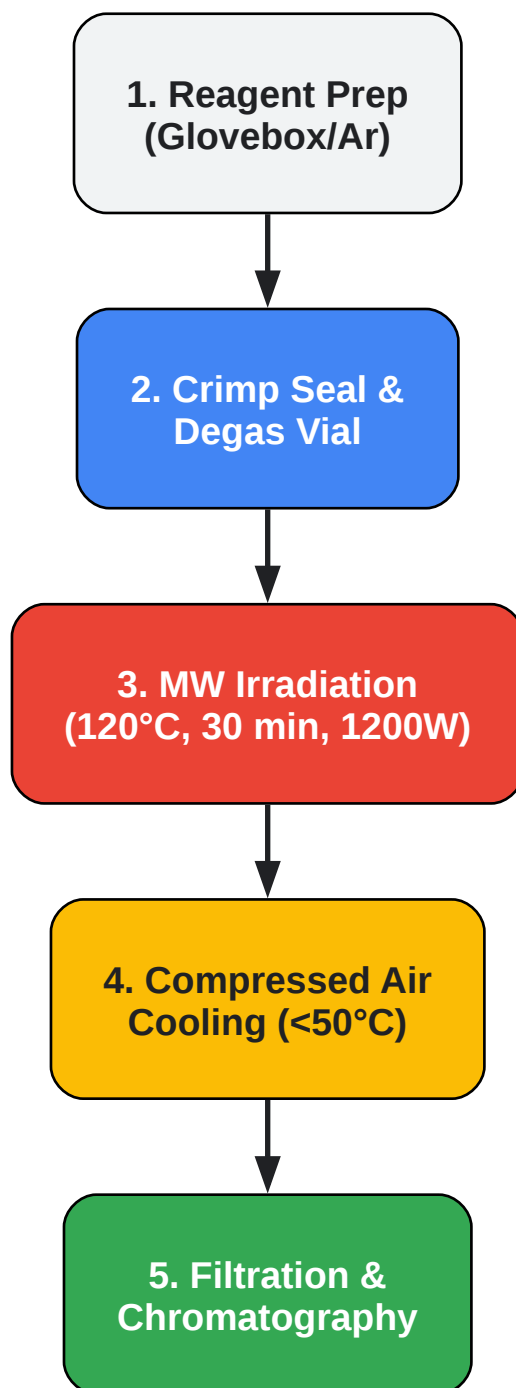 1. Reagent Prep
(Glovebox/Ar)
2. Crimp Seal &
Degas Vial
3. MW Irradiation
(120°C, 30 min, 1200W)
4. Compressed Air
Cooling (<50°C)
5. Filtration &
Chromatography